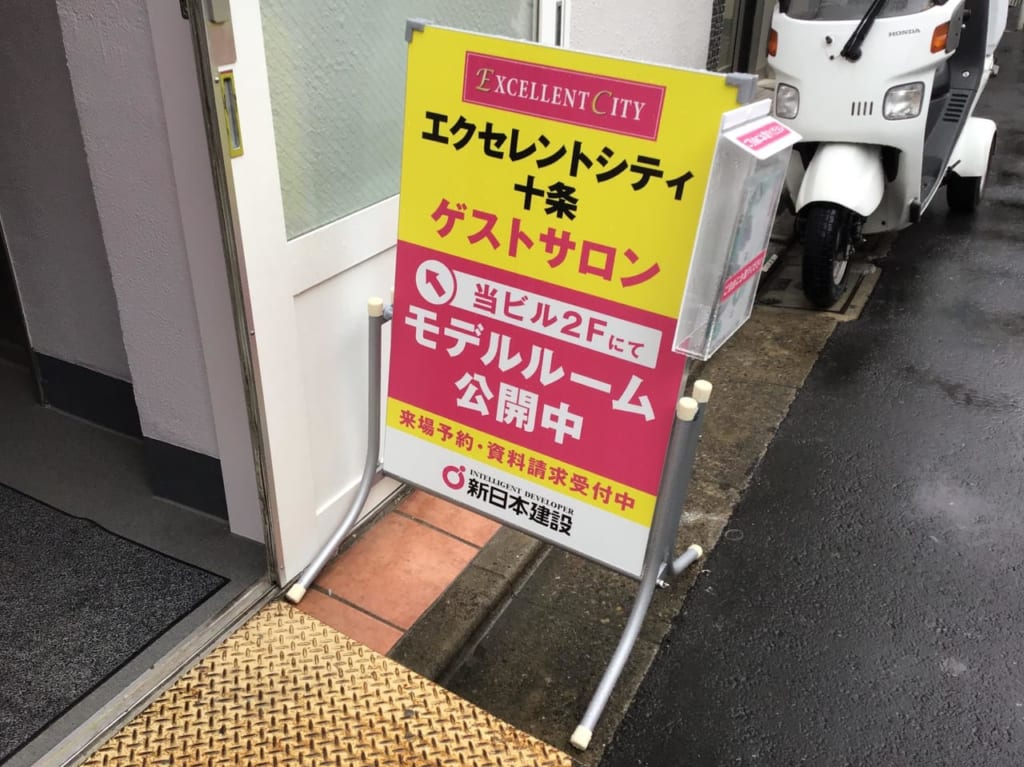 EXCELLENT CITY
エクセレントシティ
十条
ゲストサロン
当ビル2Fにて
モデルルーム
公開中
来場予約・資料請求受付中
INTELLIGENT DEVELOPER
新日本建設
HONDA